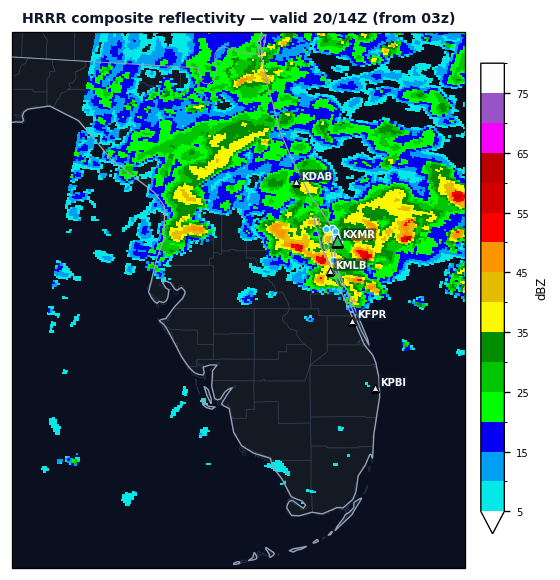 HRRR composite reflectivity — valid 20/14Z (from 03z)
KDAB
KXMR
KMLB
KFPR
KPBI
75
65
55
45
35
25
15
5
dBZ